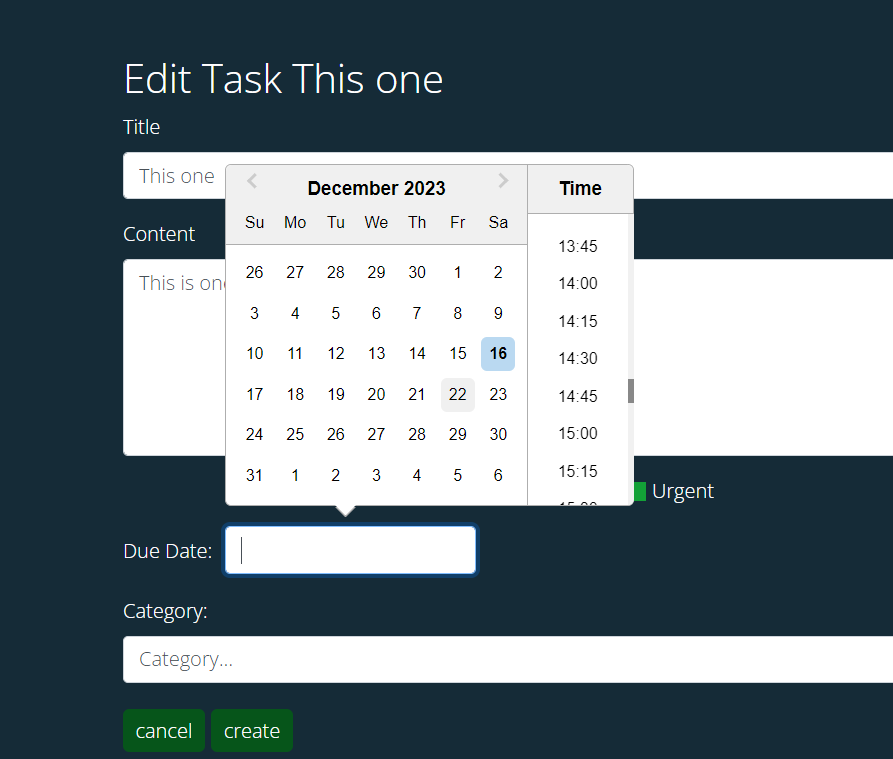 Edit Task This one
Title
This one
December 2023
Time
Su Mo Tu We Th Fr Sa
Content
13:45
26 27 28 29 30 1 2
This is
14:00
3 4 5 6 7 8 9
14:15
10 11 12 13 14 15 16
14:30
17 18 19 20 21 22 23
14:45
24 25 26 27 28 29 30
15:00
31 1 2 3 4 5 6
15:15
Urgent
Due Date:
Category:
Category...
cancel create